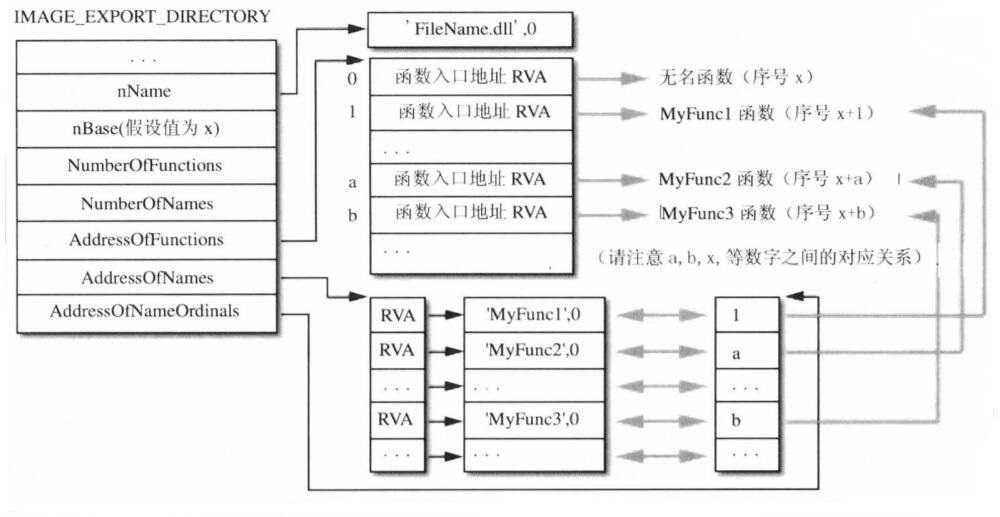 IMAGE_EXPORT_DIRECTORY
. . .
nName
nBase(假设值为 x)
NumberOfFunctions
NumberOfNames
AddressOfFunctions
AddressOfNames
AddressOfNameOrdinals
' FileName.dll' ,0
0 函数入口地址 RVA 无名函数（序号 x）
1 函数入口地址 RVA MyFunc1 函数（序号 x+1）
. . .
a 函数入口地址 RVA MyFunc2 函数（序号 x+a）
b 函数入口地址 RVA MyFunc3 函数（序号 x+b）
. . .
（请注意 a, b, x, 等数字之间的对应关系）
RVA 'MyFunc1',0 1
RVA 'MyFunc2',0 a
. . . . . . . . .
RVA 'MyFunc3',0 b
. . . . . . . . .